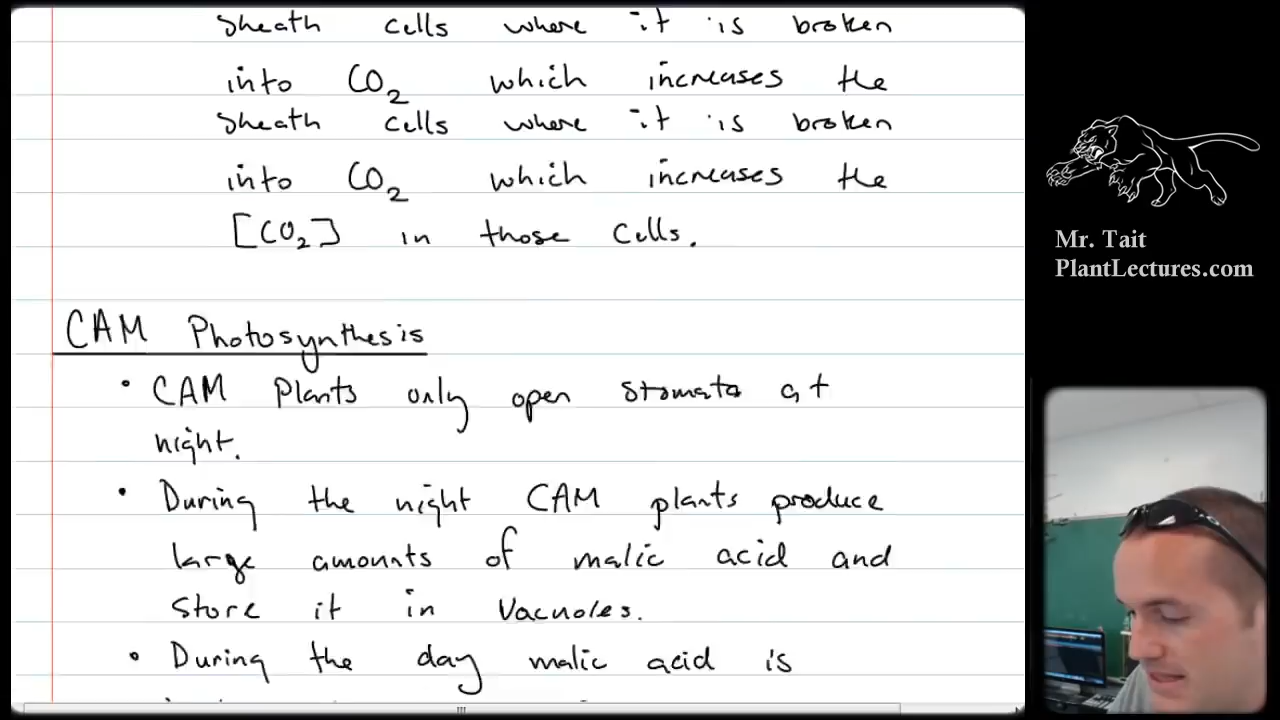 sheath cells where it is broken
into CO₂ which increases the
sheath cells where it is broken
into CO₂ which increases the
[CO₂] in those cells.
CAM Photosynthesis
• CAM Plants only open stomata at
night.
• During the night CAM plants produce
large amounts of malic acid and
store it in vacuoles.
• During the day malic acid is
Mr. Tait
PlantLectures.com